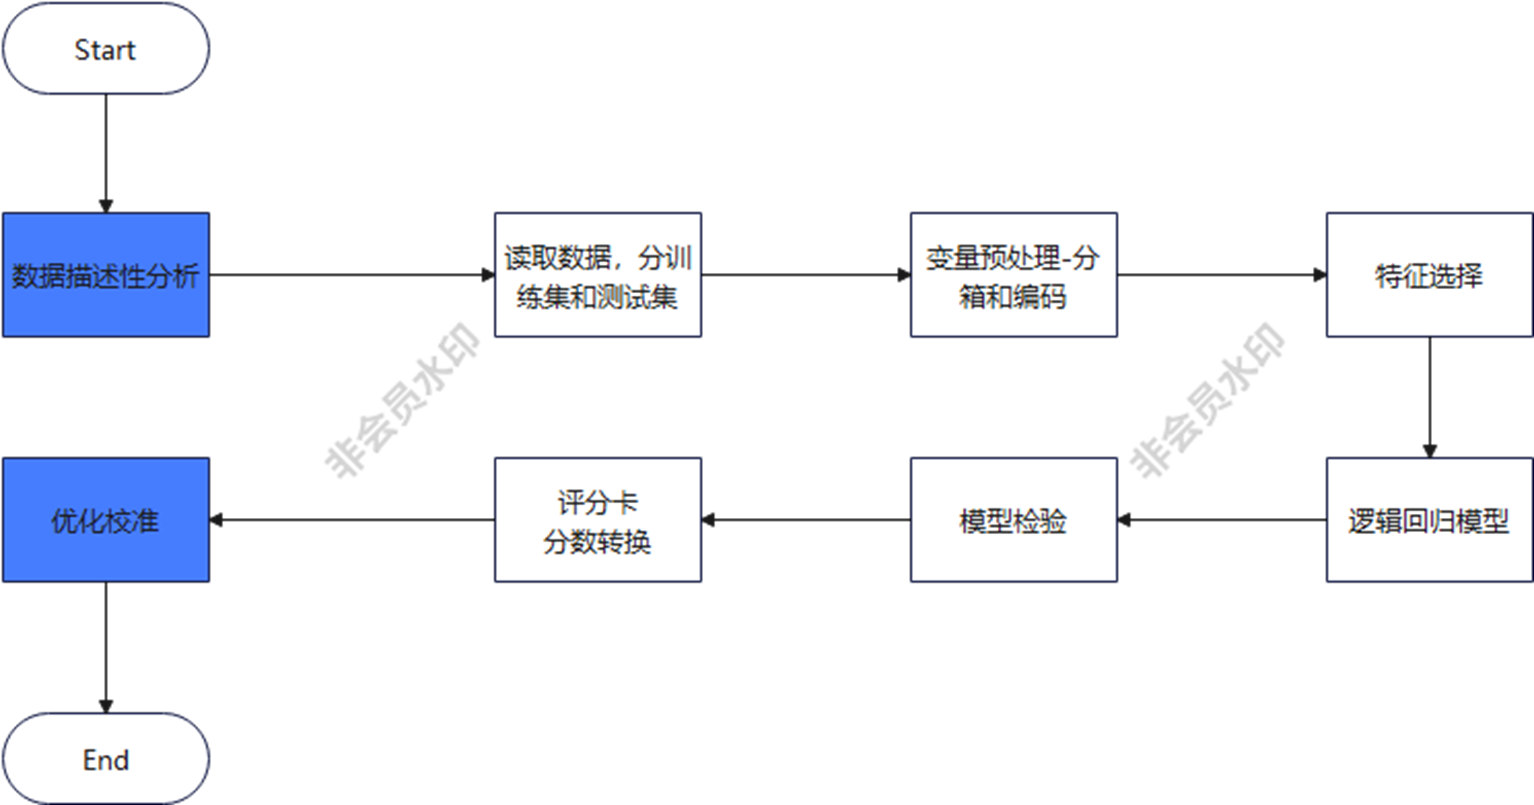 Start
数据描述性分析
读取数据，分训
练集和测试集
变量预处理-分
箱和编码
特征选择
非会员水印
非会员水印
优化校准
评分卡
分数转换
模型检验
逻辑回归模型
End